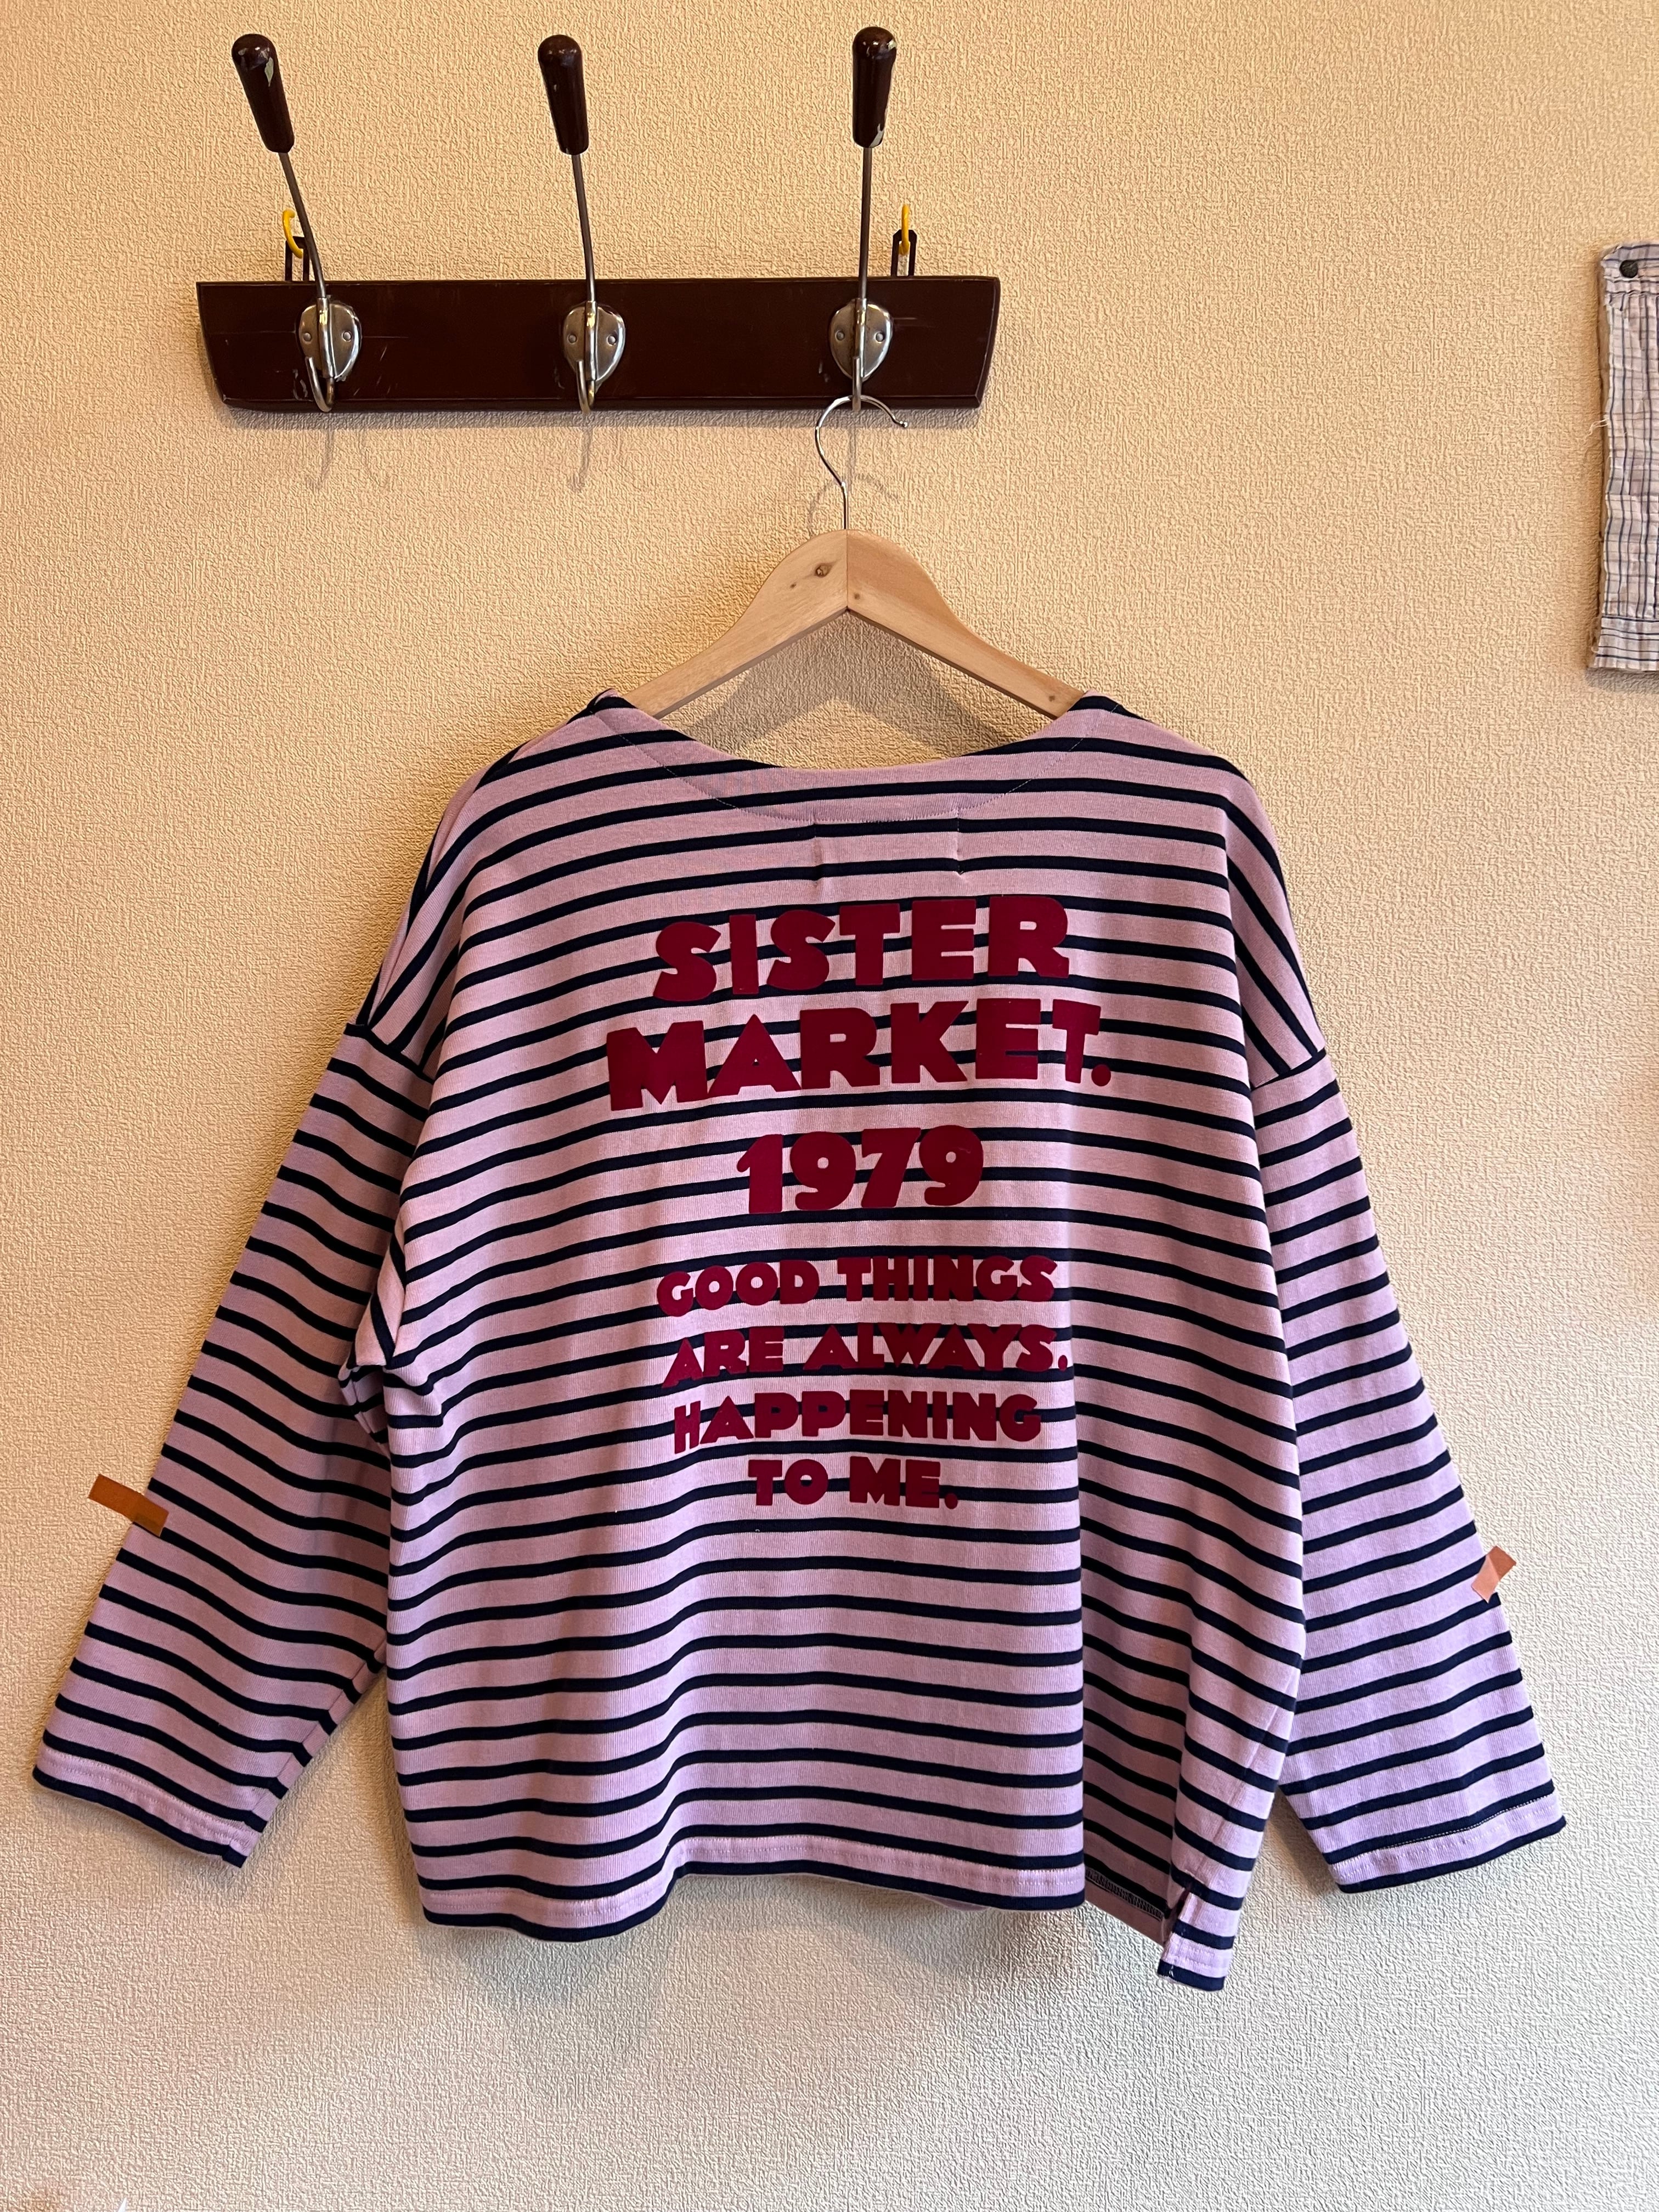 SISTER
MARKET.
1979
GOOD THINGS
ARE ALWAYS.
HAPPENING
TO ME.